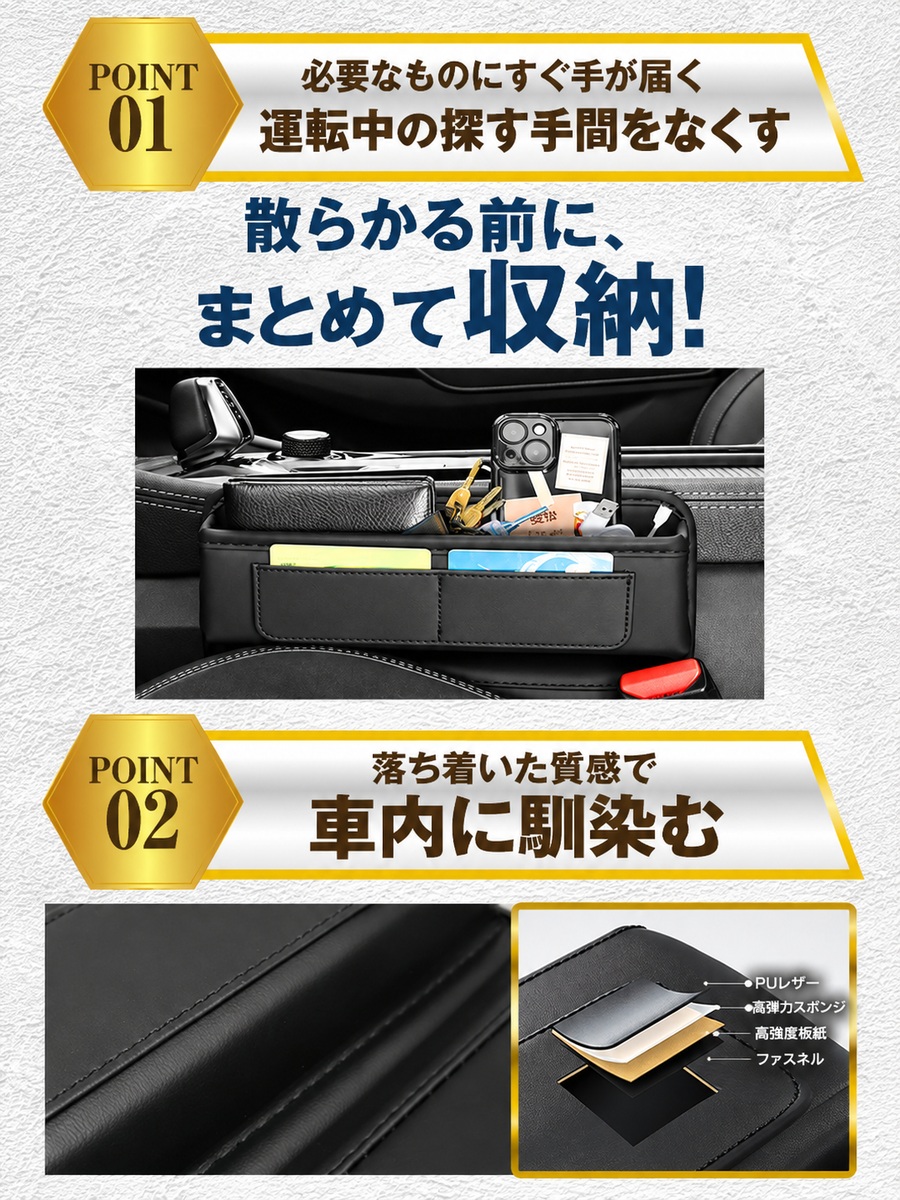 POINT
01
必要なものにすぐ手が届く
運転中の探す手間をなくす
散らかる前に、
まとめて収納!
POINT
02
落ち着いた質感で
車内に馴染む
PUレザー
高弾力スポンジ
高強度板紙
ファスネル